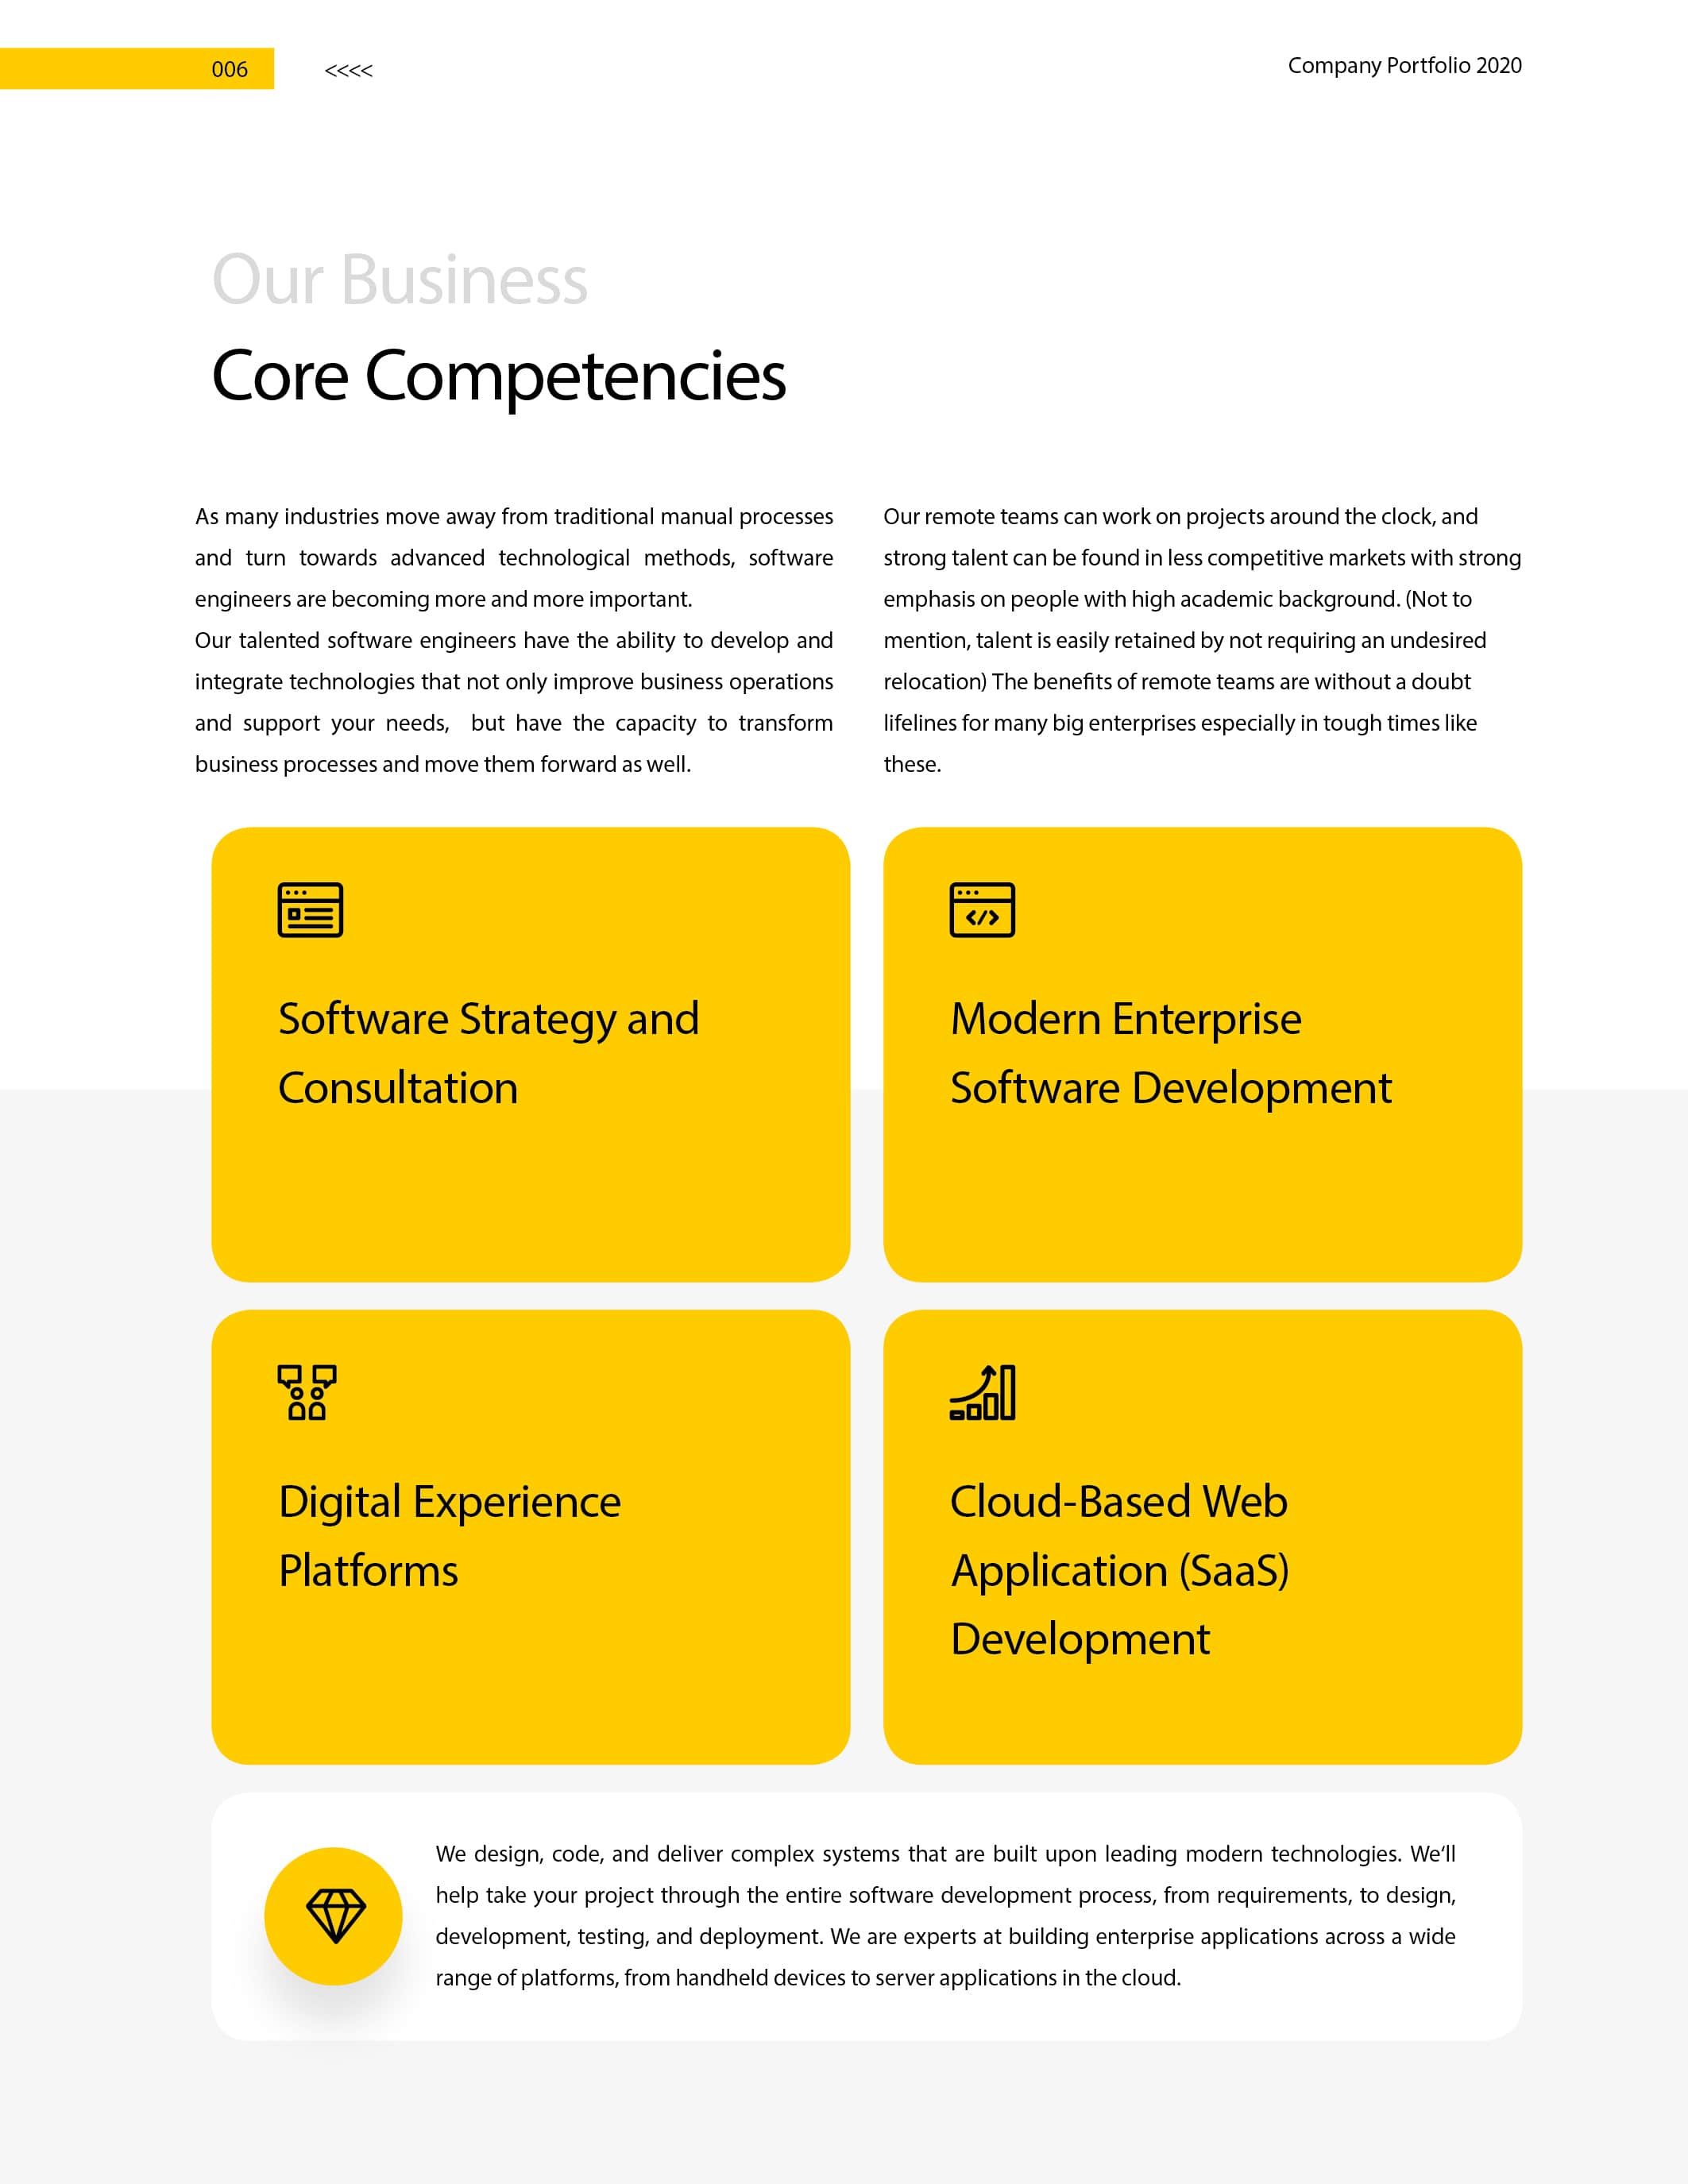 006
<<<<
Company Portfolio 2020
Our Business
Core Competencies
As many industries move away from traditional manual processes
and turn towards advanced technological methods, software
engineers are becoming more and more important.
Our talented software engineers have the ability to develop and
integrate technologies that not only improve business operations
and support your needs, but have the capacity to transform
business processes and move them forward as well.
Our remote teams can work on projects around the clock, and
strong talent can be found in less competitive markets with strong
emphasis on people with high academic background. (Not to
mention, talent is easily retained by not requiring an undesired
relocation) The benefits of remote teams are without a doubt
lifelines for many big enterprises especially in tough times like
these.
Software Strategy and
Consultation
Modern Enterprise
Software Development
Digital Experience
Platforms
Cloud-Based Web
Application (SaaS)
Development
We design, code, and deliver complex systems that are built upon leading modern technologies. We‘ll
help take your project through the entire software development process, from requirements, to design,
development, testing, and deployment. We are experts at building enterprise applications across a wide
range of platforms, from handheld devices to server applications in the cloud.